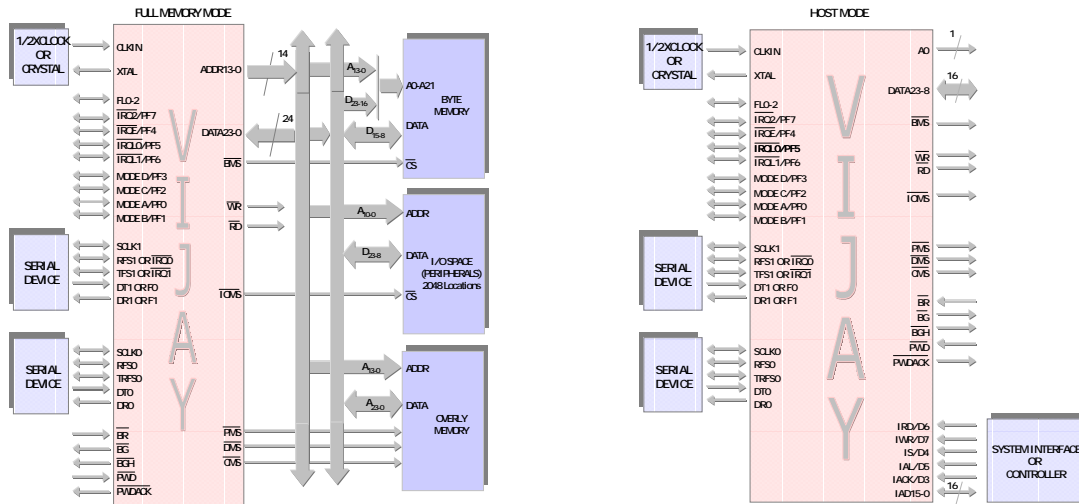 FULL MEMORY MODE
1/2XCLOCK
OR
CRYSTAL
SERIAL
DEVICE
SERIAL
DEVICE
CLKIN
XTAL
FL0-2
IRQ2/PF7
IRQE/PF4
IRQL0/PF5
IRQL1/PF6
MODE D/PF3
MODE C/PF2
MODE A/PF0
MODE B/PF1
SCLK1
RFS1 OR IRQ0
TFS1 OR IRQ1
DT1 OR F0
DR1 OR F1
SCLK0
RFS0
TRFS0
DT0
DR0
BR
BG
BGH
PWD
PWDACK
VIJAY
ADDR13-0
DATA23-0
BMS
WR
RD
IOMS
PMS
DMS
CMS
14
24
A13-0
D23-16
D15-8
A10-0
D23-8
A13-0
A23-0
A0-A21
DATA
CS
BYTE
MEMORY
ADDR
DATA
CS
I/O SPACE
(PERIPHERALS)
2048 Locations
ADDR
DATA
OVERLY
MEMORY
HOST MODE
1/2XCLOCK
OR
CRYSTAL
SERIAL
DEVICE
SERIAL
DEVICE
CLKIN
XTAL
FL0-2
IRQ2/PF7
IRQE/PF4
IRQL0/PF5
IRQL1/PF6
MODE D/PF3
MODE C/PF2
MODE A/PF0
MODE B/PF1
SCLK1
RFS1 OR IRQ0
TFS1 OR IRQ1
DT1 OR F0
DR1 OR F1
SCLK0
RFS0
TRFS0
DT0
DR0
VIJAY
A0
DATA23-8
BMS
WR
RD
IOMS
PMS
DMS
CMS
BR
BG
BGH
PWD
PWDACK
IRD/D6
IWR/D7
IS/D4
IAL/D5
IACK/D3
IAD15-0
1
16
16
SYSTEM INTERFACE
OR
CONTROLLER